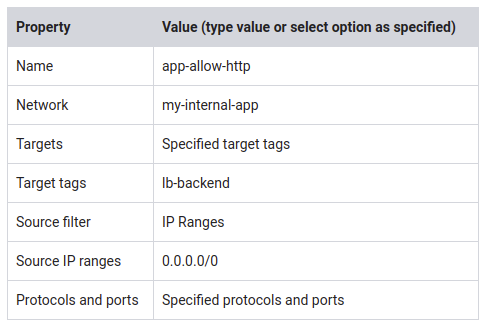 Property Value (type value or select option as specified)
Name app-allow-http
Network my-internal-app
Targets Specified target tags
Target tags lb-backend
Source filter IP Ranges
Source IP ranges 0.0.0.0/0
Protocols and ports Specified protocols and ports